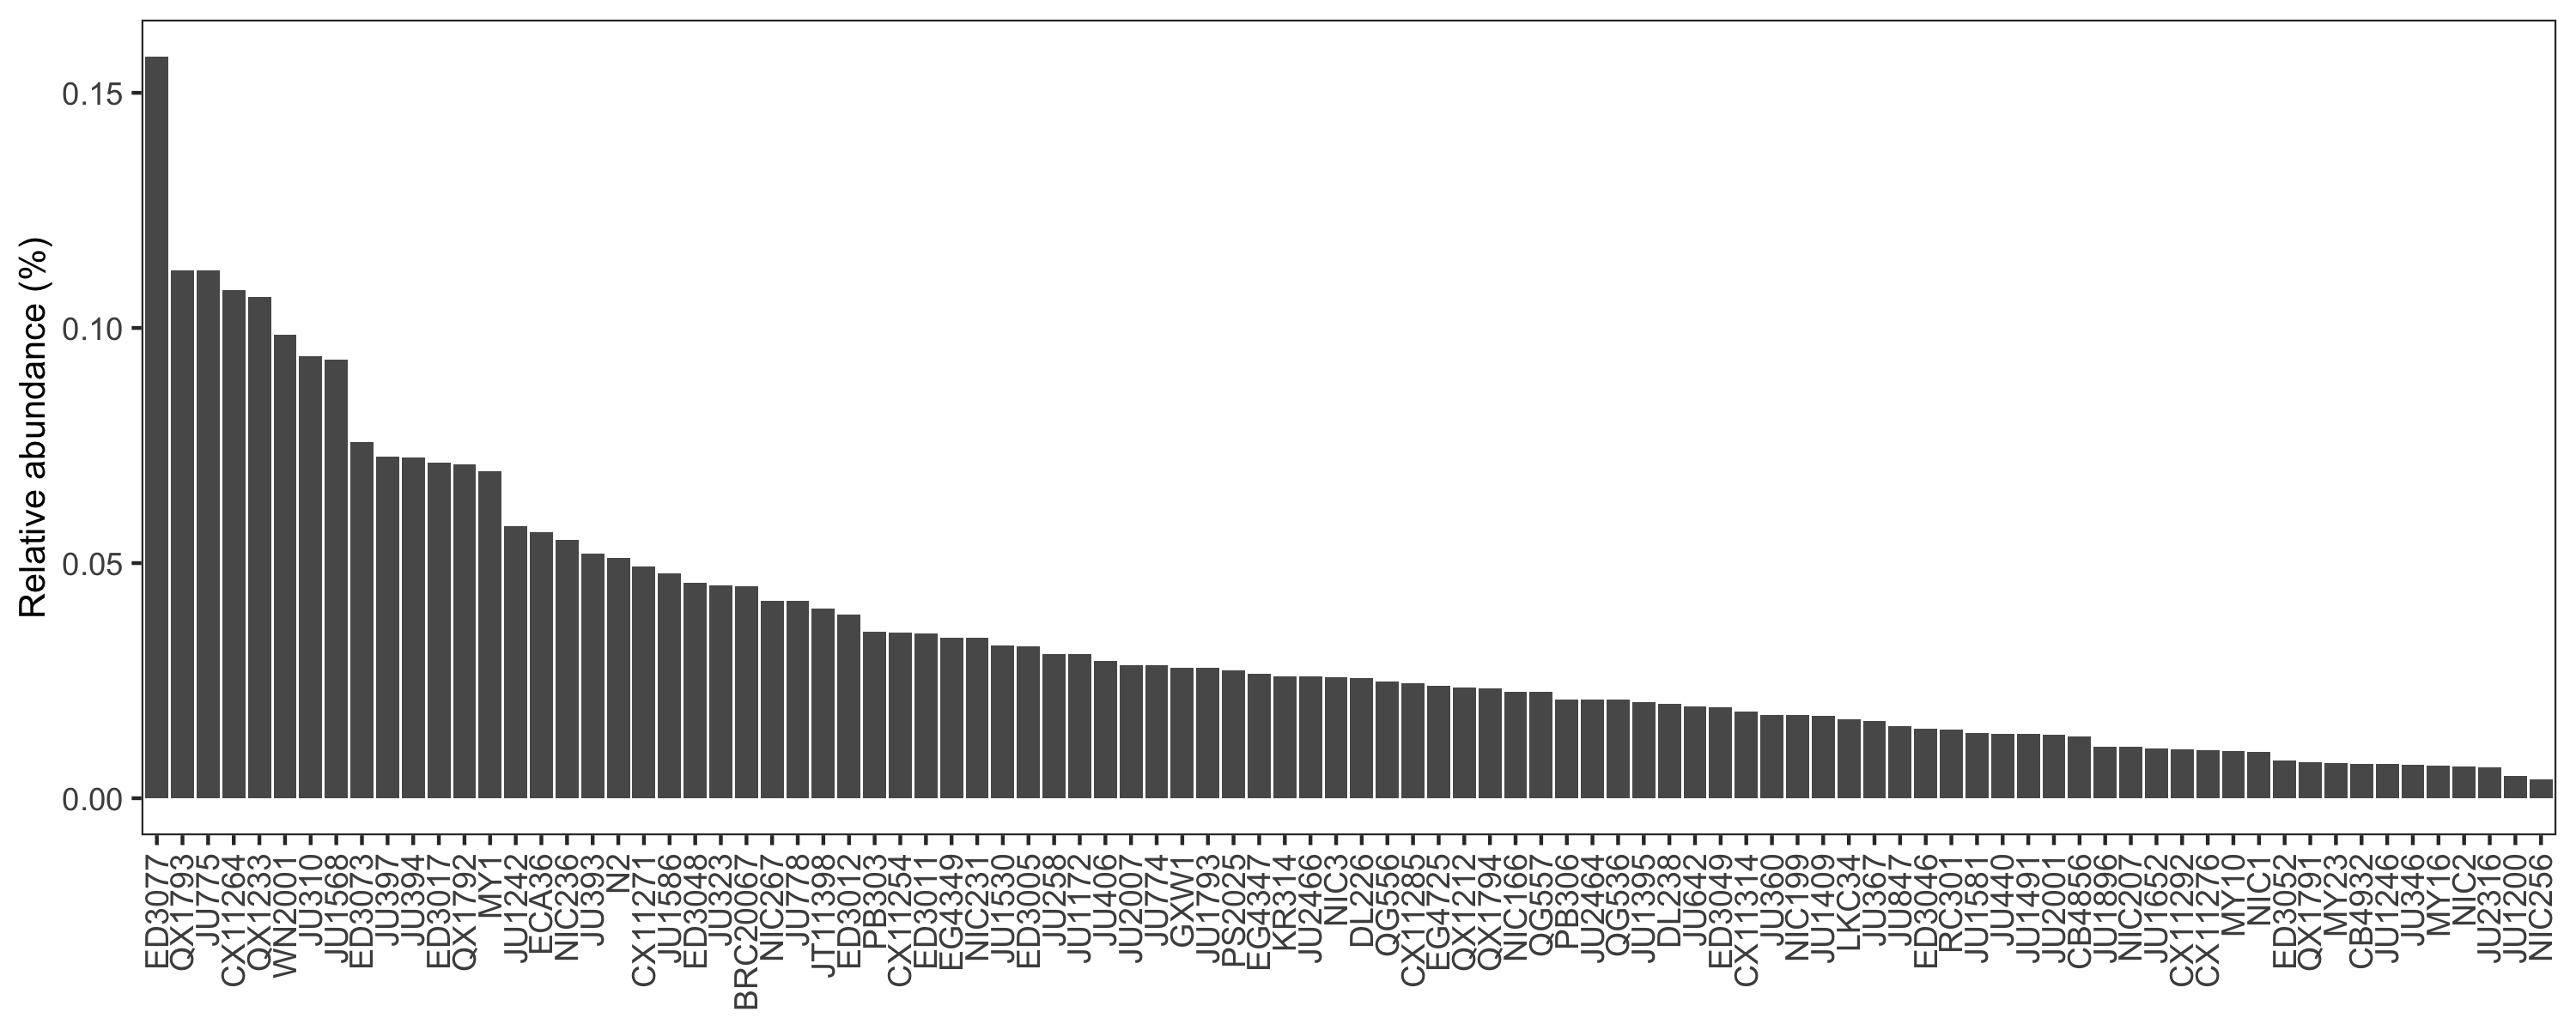 Relative abundance (%)
0.15
0.10
0.05
0.00
ED3077
QX1793
JU775
CX11264
QX1233
WN2001
JU310
JU1568
ED3073
JU397
JU394
ED3017
QX1792
MY1
JU1242
ECA36
NIC236
JU393
N2
CX11271
JU1586
ED3048
JU323
BRC20067
NIC267
JU778
JT11398
ED3012
PB303
CX11254
ED3011
EG4349
NIC231
JU1530
ED3005
JU258
JU1172
JU406
JU2007
JU774
GXW1
JU1793
PS2025
EG4347
KR314
JU2466
NIC3
DL226
QG556
CX11285
EG4725
QX1212
QX1794
NIC166
QG557
PB306
JU2464
QG536
JU1395
DL238
JU642
ED3049
CX11314
JU360
NIC199
JU1409
LKC34
JU367
JU847
ED3046
RC301
JU1581
JU440
JU1491
JU2001
CB4856
JU1896
NIC207
JU1652
CX11292
CX11276
MY10
NIC1
ED3052
QX1791
MY23
CB4932
JU1246
JU346
MY16
NIC2
JU2316
JU1200
NIC256